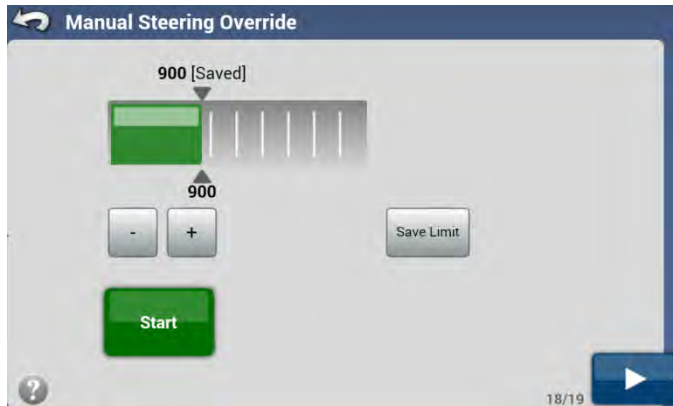 Manual Steering Override
900 [Saved]
900
- +
Save Limit
Start
?
18/19